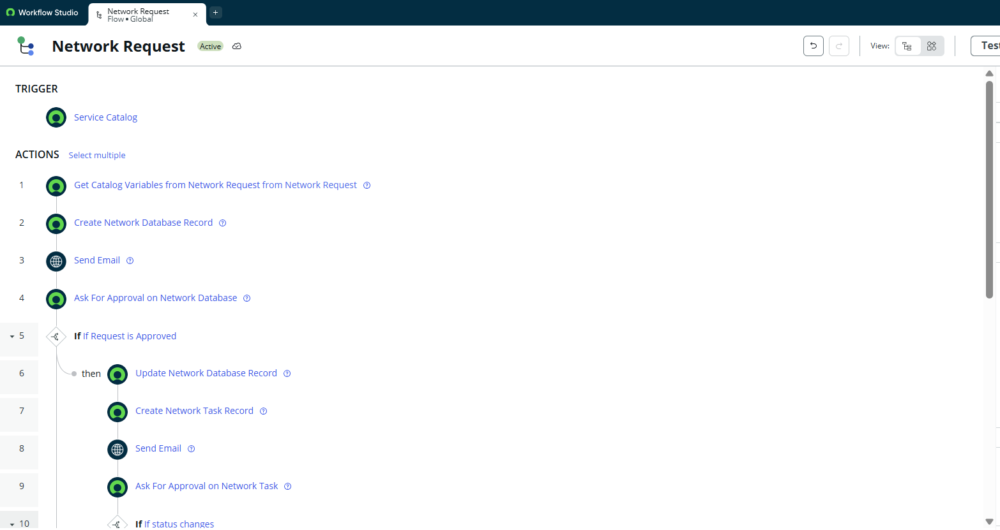 Workflow Studio
Network Request
Flow • Global
Network Request Active
View:
Test
TRIGGER
Service Catalog
ACTIONS Select multiple
1 Get Catalog Variables from Network Request from Network Request
2 Create Network Database Record
3 Send Email
4 Ask For Approval on Network Database
5 If If Request is Approved
6 then Update Network Database Record
7 Create Network Task Record
8 Send Email
9 Ask For Approval on Network Task
10 If If status changes